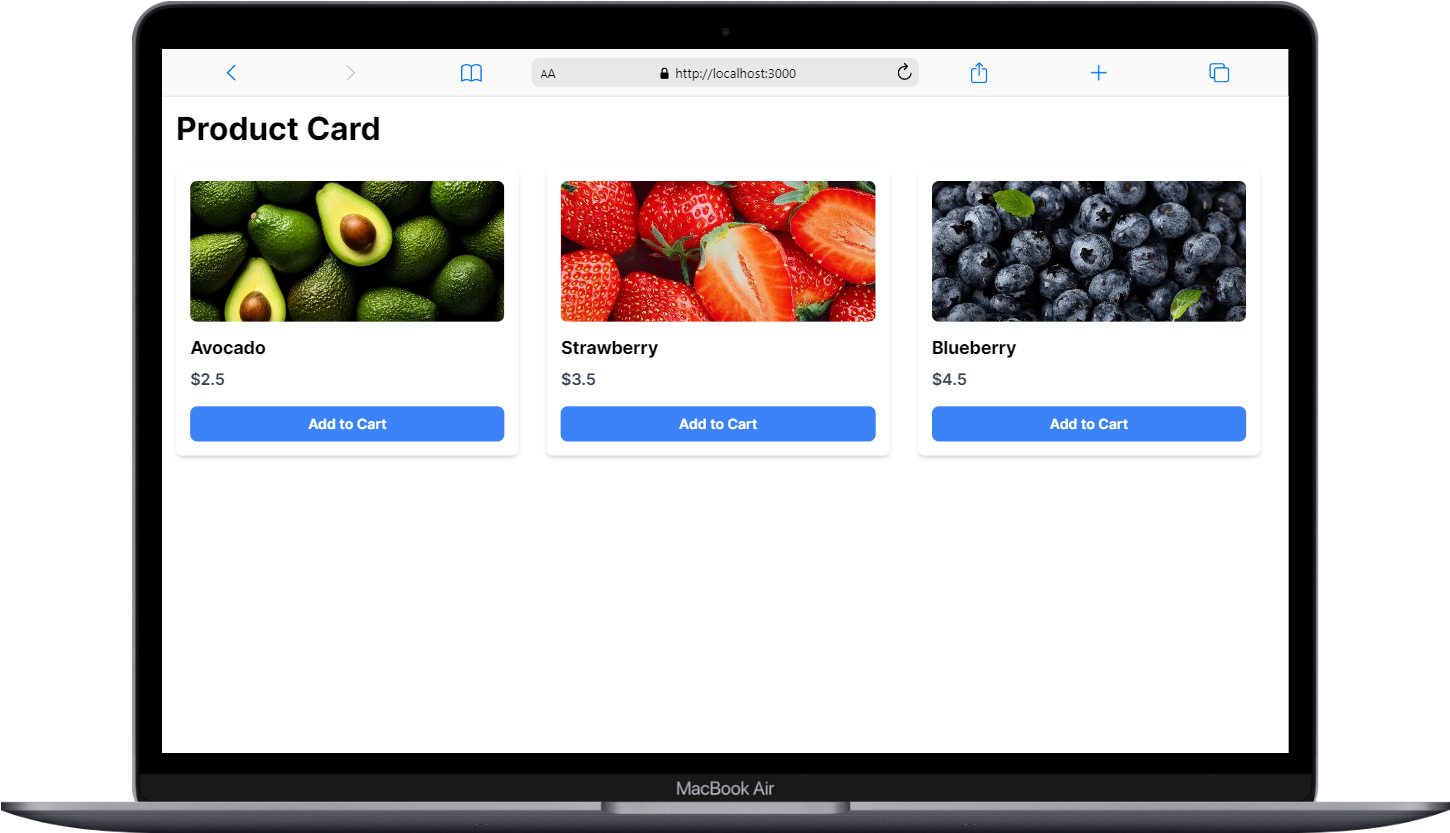 AA http://localhost:3000
Product Card
Avocado
$2.5
Add to Cart
Strawberry
$3.5
Add to Cart
Blueberry
$4.5
Add to Cart
MacBook Air